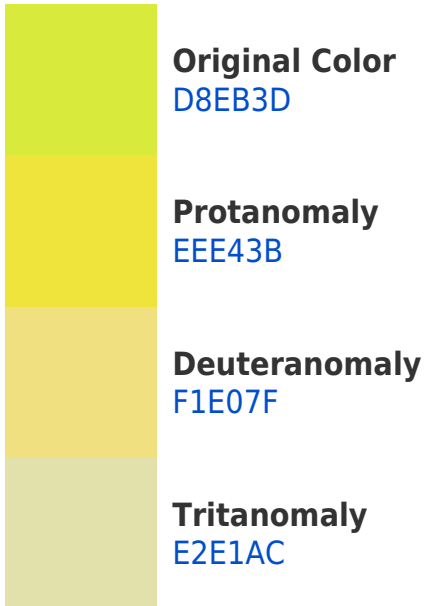 Original Color
D8EB3D
Protanomaly
EEE43B
Deuteranomaly
F1E07F
Tritanomaly
E2E1AC